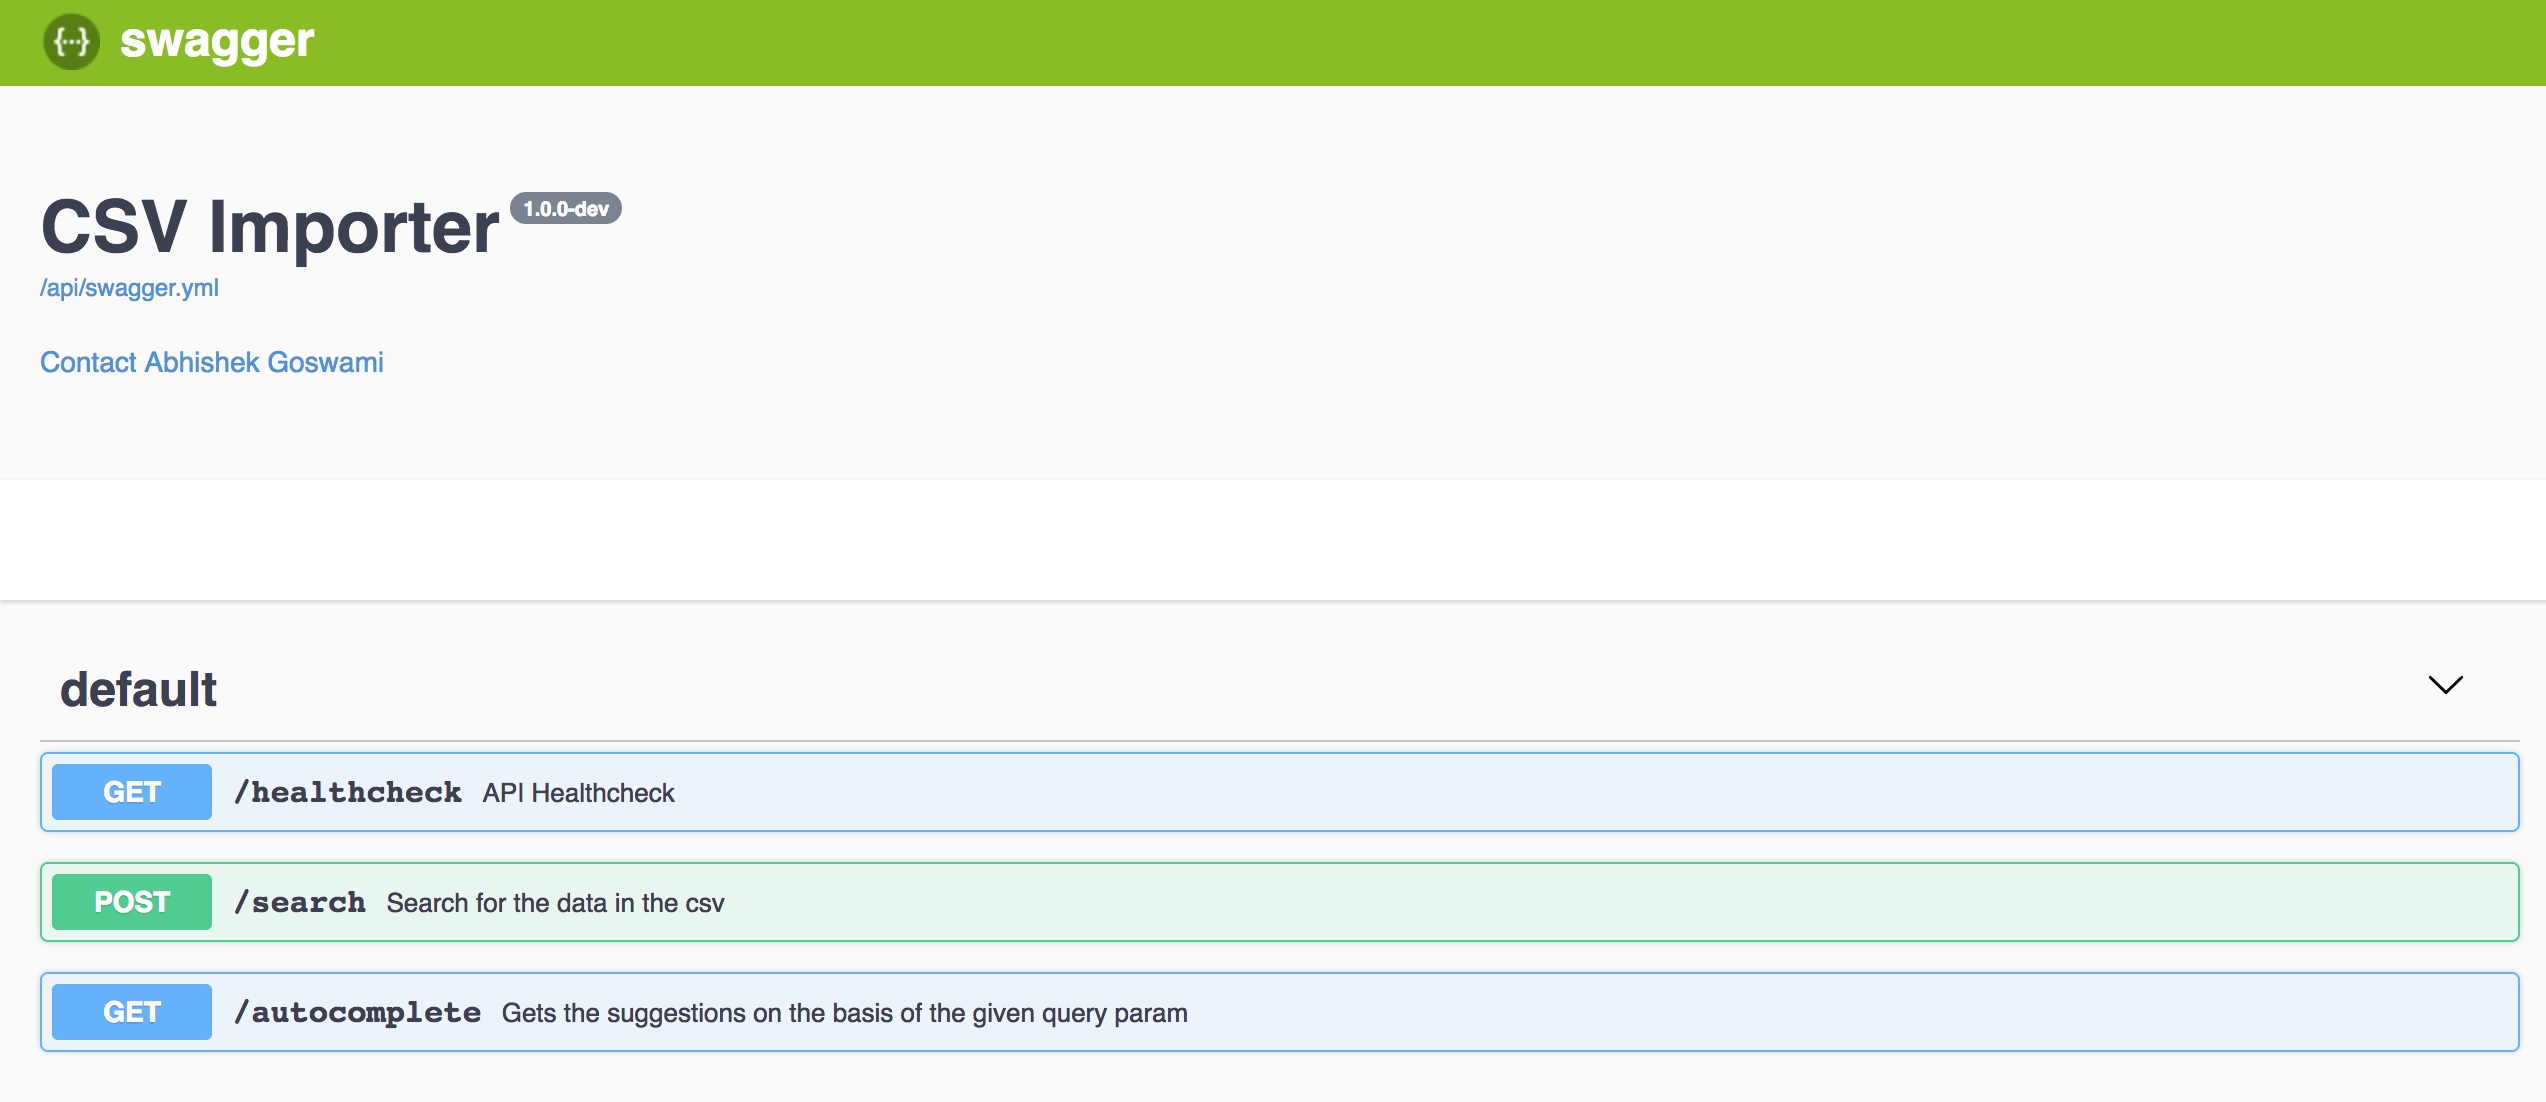 {···} swagger
CSV Importer 1.0.0-dev
/api/swagger.yml
Contact Abhishek Goswami
default
GET /healthcheck API Healthcheck
POST /search Search for the data in the csv
GET /autocomplete Gets the suggestions on the basis of the given query param